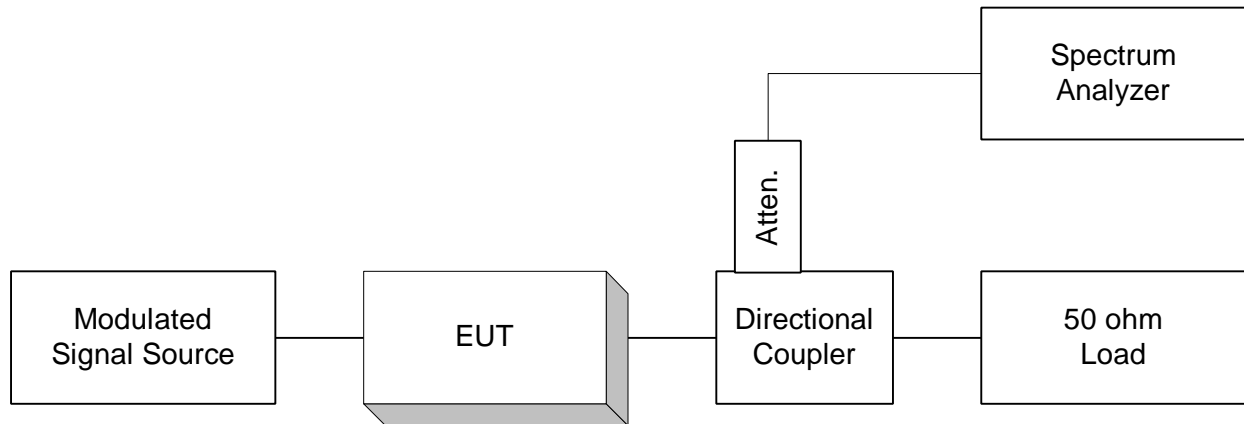 Spectrum
Analyzer
Atten.
Modulated
Signal Source
EUT
Directional
Coupler
50 ohm
Load